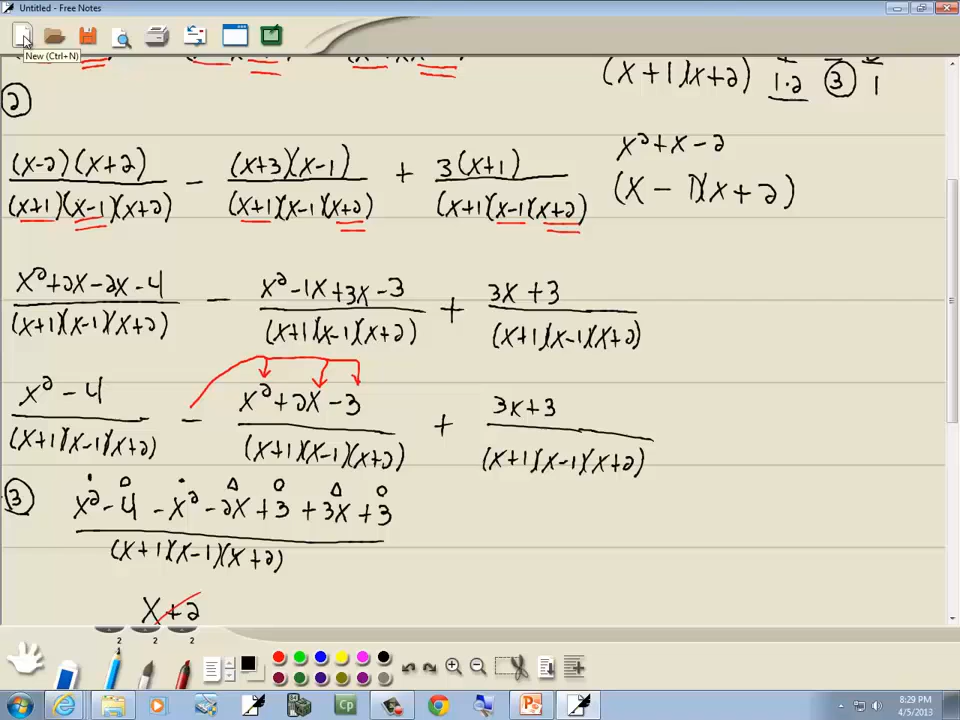 Untitled - Free Notes
New (Ctrl+N)
(x+1)(x+2) 1·2 ③ 1
②
x²+x-2
(x-1)(x+2)
(x-2)(x+2) - (x+3)(x-1) + 3(x+1)
(x+1)(x-1)(x+2) (x+1)(x-1)(x+2) (x+1)(x-1)(x+2)
x²+2x-2x-4 - x²-1x+3x-3 + 3x+3
(x+1)(x-1)(x+2) (x+1)(x-1)(x+2) (x+1)(x-1)(x+2)
x²-4 - x²+2x-3 + 3x+3
(x+1)(x-1)(x+2) (x+1)(x-1)(x+2) (x+1)(x-1)(x+2)
③ x²-4-x²-2x+3+3x+3
(x+1)(x-1)(x+2)
x+2
2 2 2
Cp
8:29 PM
4/5/2013